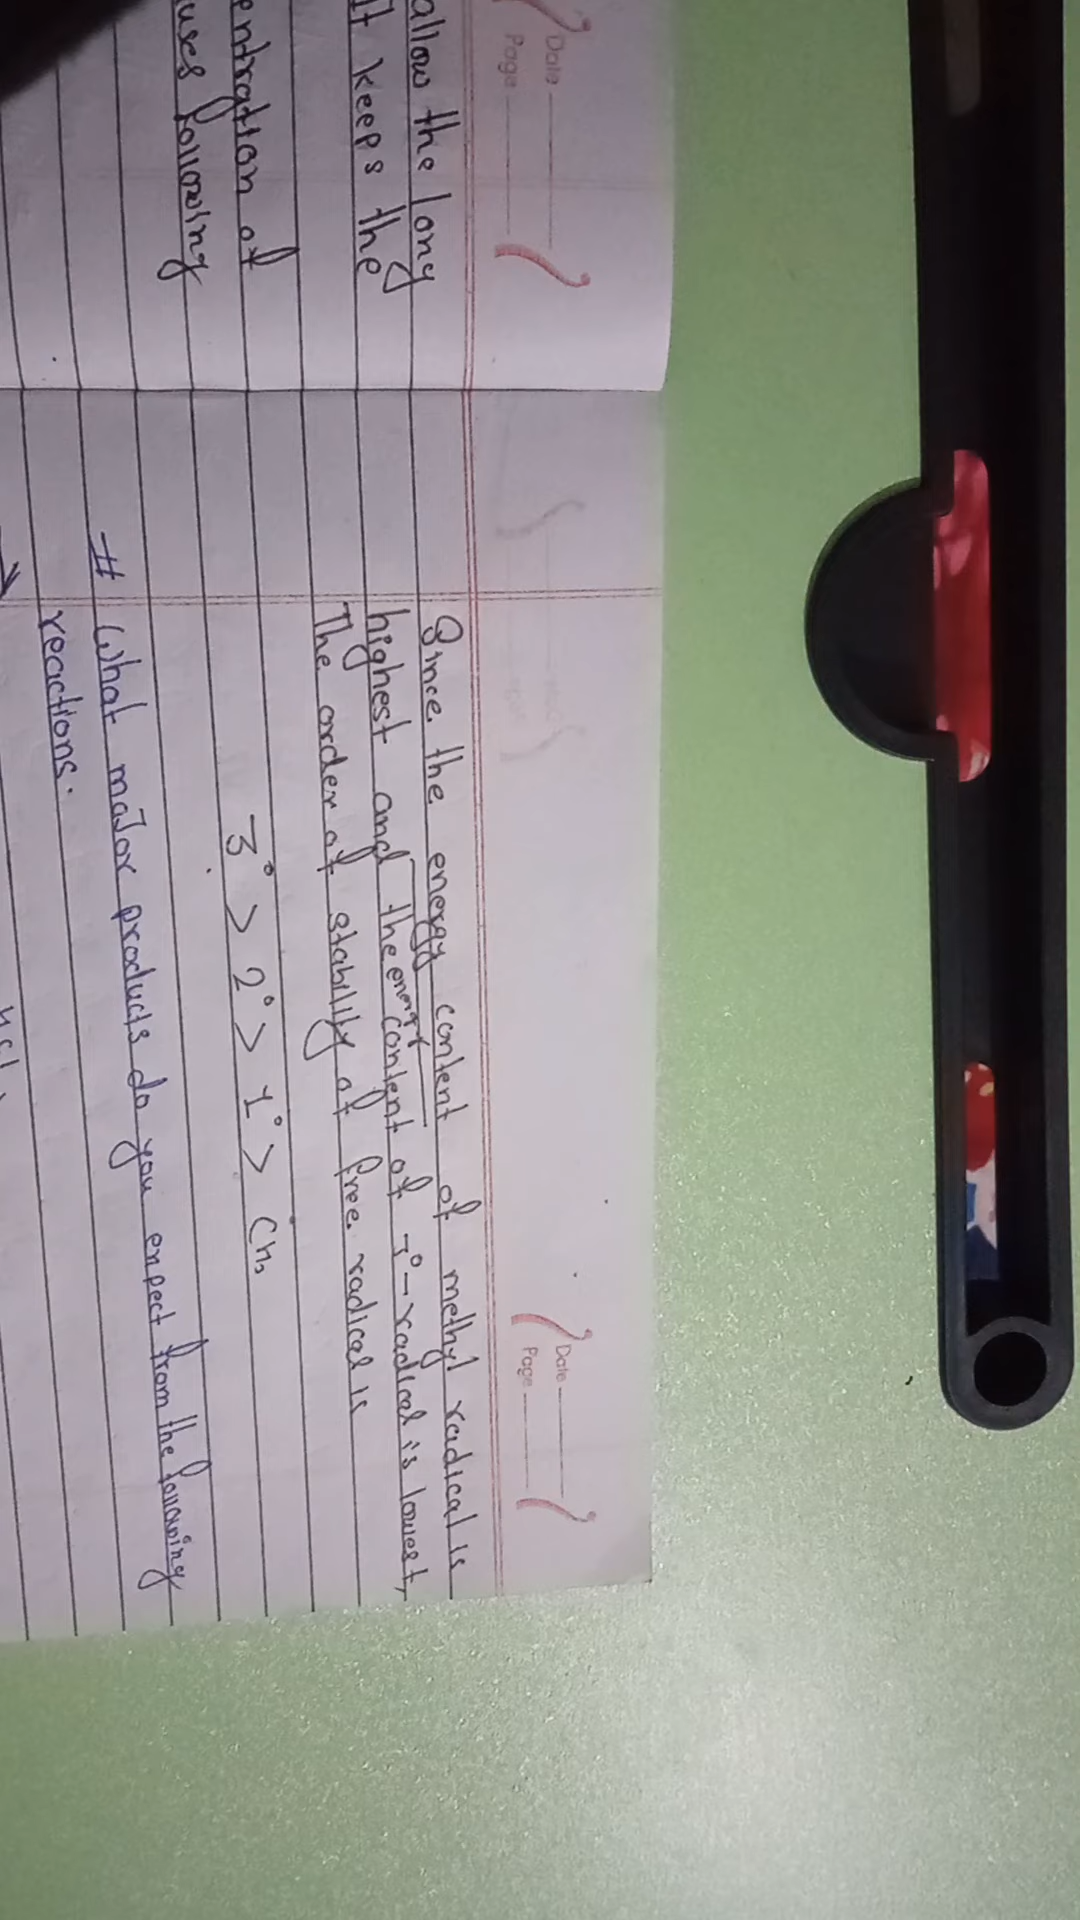 Date
Page
allow the long
It keeps the
entration of
uses following
Date
Page
Since the energy content of methyl radical is
highest and the energy content of 3°-radical is lowest,
The order of stability of free radical is
3° > 2° > 1° > CH₃
# What major products do you enpect from the following
reactions.